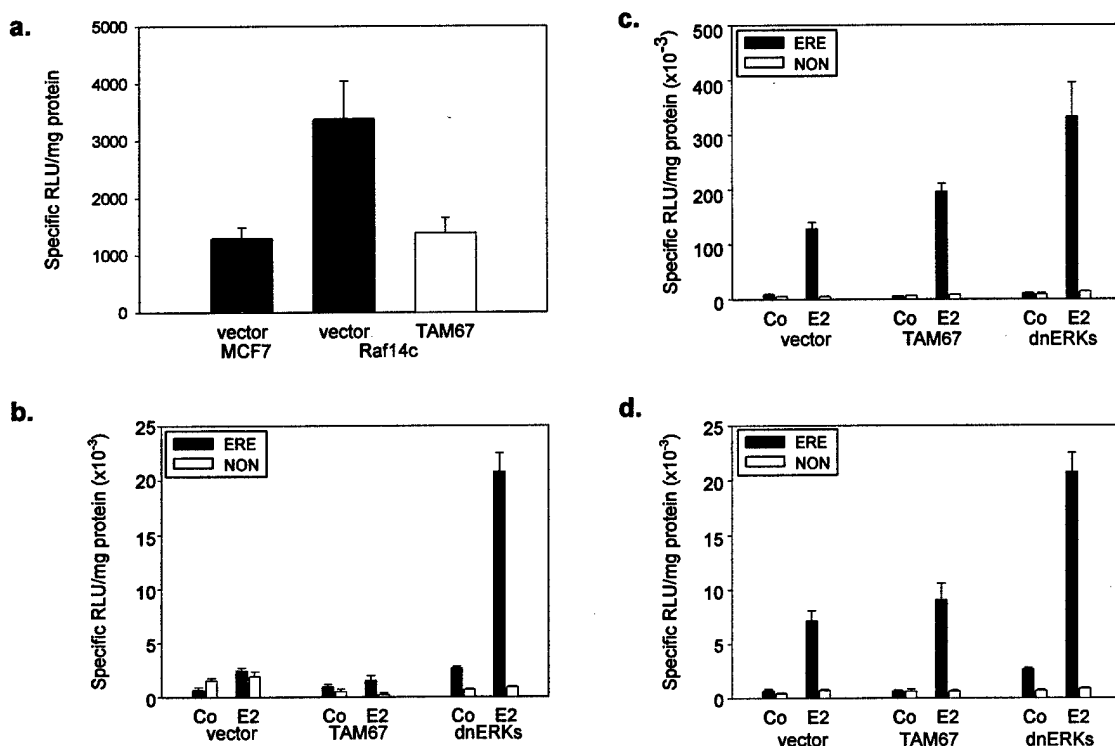 a.
Specific RLU/mg protein
5000
4000
3000
2000
1000
0
vector vector TAM67
MCF7 Raf14c
b.
Specific RLU/mg protein (x10⁻³)
25
20
15
10
5
0
ERE
NON
Co E2 Co E2 Co E2
vector TAM67 dnERKs
c.
Specific RLU/mg protein (x10⁻³)
500
400
300
200
100
0
ERE
NON
Co E2 Co E2 Co E2
vector TAM67 dnERKs
d.
Specific RLU/mg protein (x10⁻³)
25
20
15
10
5
0
ERE
NON
Co E2 Co E2 Co E2
vector TAM67 dnERKs